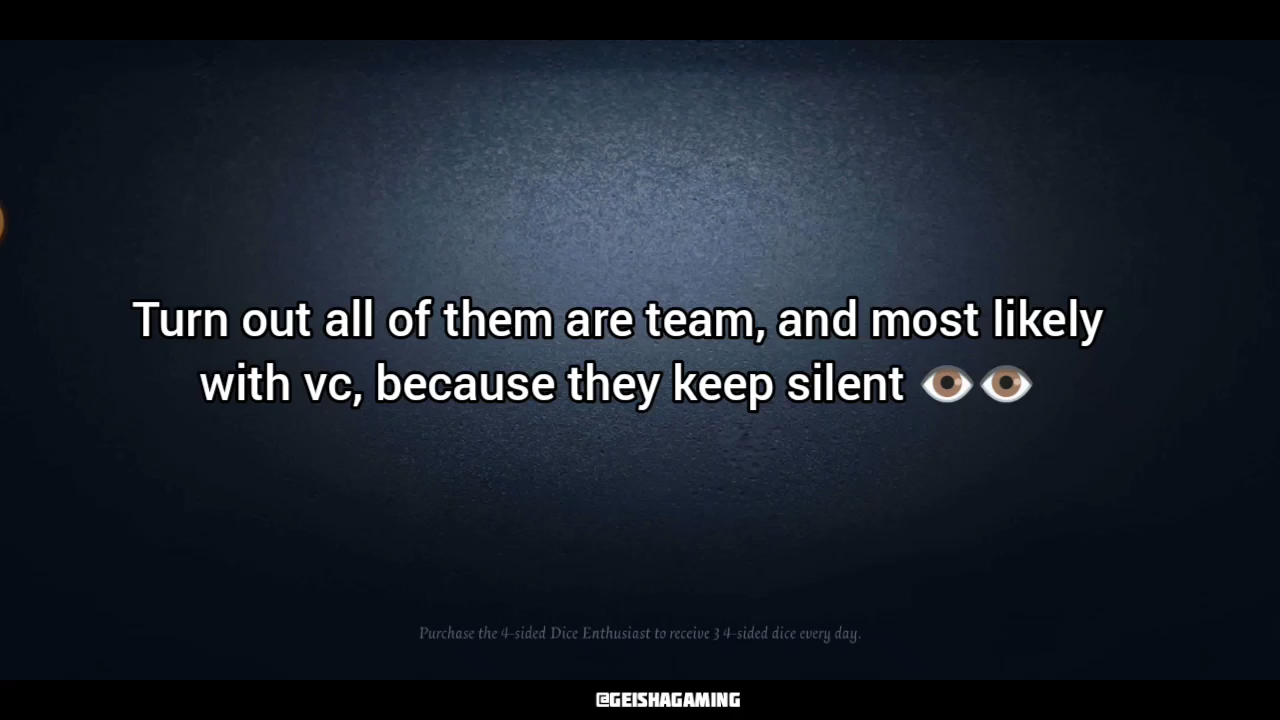 Turn out all of them are team, and most likely
with vc, because they keep silent 👁️👁️
Purchase the 4-sided Dice Enthusiast to receive 3 4-sided dice every day.
@GEISHAGAMING